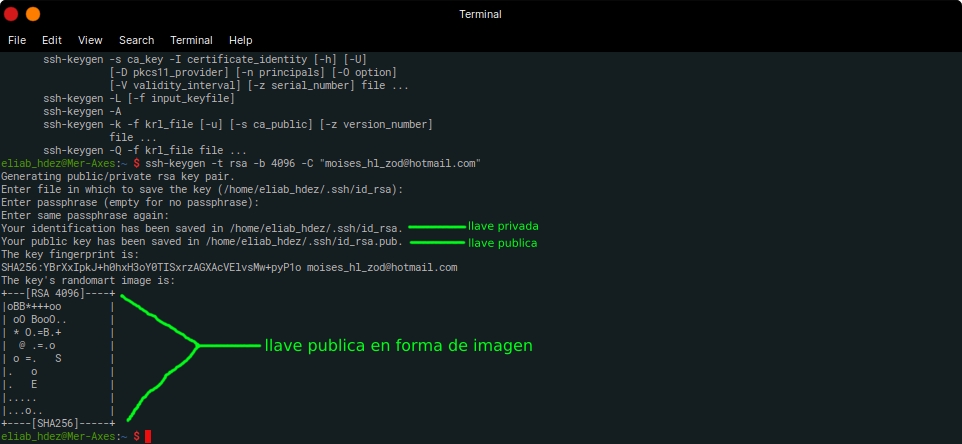 Terminal
File Edit View Search Terminal Help
ssh-keygen -s ca_key -I certificate_identity [-h] [-U]
[-D pkcs11_provider] [-n principals] [-O option]
[-V validity_interval] [-z serial_number] file ...
ssh-keygen -L [-f input_keyfile]
ssh-keygen -A
ssh-keygen -k -f krl_file [-u] [-s ca_public] [-z version_number]
file ...
ssh-keygen -Q -f krl_file file ...
eliab_hdez@Mer-Axes:~ $ ssh-keygen -t rsa -b 4096 -C "moises_hl_zod@hotmail.com"
Generating public/private rsa key pair.
Enter file in which to save the key (/home/eliab_hdez/.ssh/id_rsa):
Enter passphrase (empty for no passphrase):
Enter same passphrase again:
Your identification has been saved in /home/eliab_hdez/.ssh/id_rsa. llave privada
Your public key has been saved in /home/eliab_hdez/.ssh/id_rsa.pub. llave publica
The key fingerprint is:
SHA256:YBrXxIpkJ+h0hxH3oY0TISxrzAGXAcVElvsMw+pyP1o moises_hl_zod@hotmail.com
The key's randomart image is:
+---[RSA 4096]----+
|oBB*+++oo        |
| oO BooO..       |
| * O.=B.+        |
|  @ .=.o         |
| o =.   S        |
|.   o            |
|.   E            |
|.....            |
|...o..           |
+----[SHA256]-----+
llave publica en forma de imagen
eliab_hdez@Mer-Axes:~ $